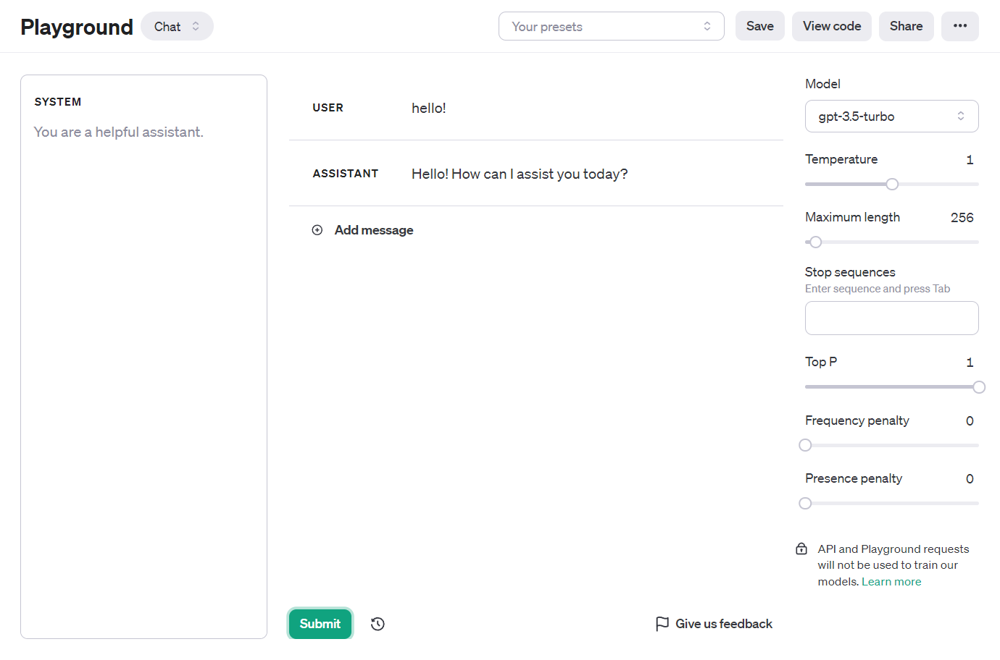 Playground
Chat
Your presets
Save
View code
Share
SYSTEM
You are a helpful assistant.
USER
hello!
ASSISTANT
Hello! How can I assist you today?
Add message
Submit
Give us feedback
Model
gpt-3.5-turbo
Temperature 1
Maximum length 256
Stop sequences
Enter sequence and press Tab
Top P 1
Frequency penalty 0
Presence penalty 0
API and Playground requests
will not be used to train our
models. Learn more